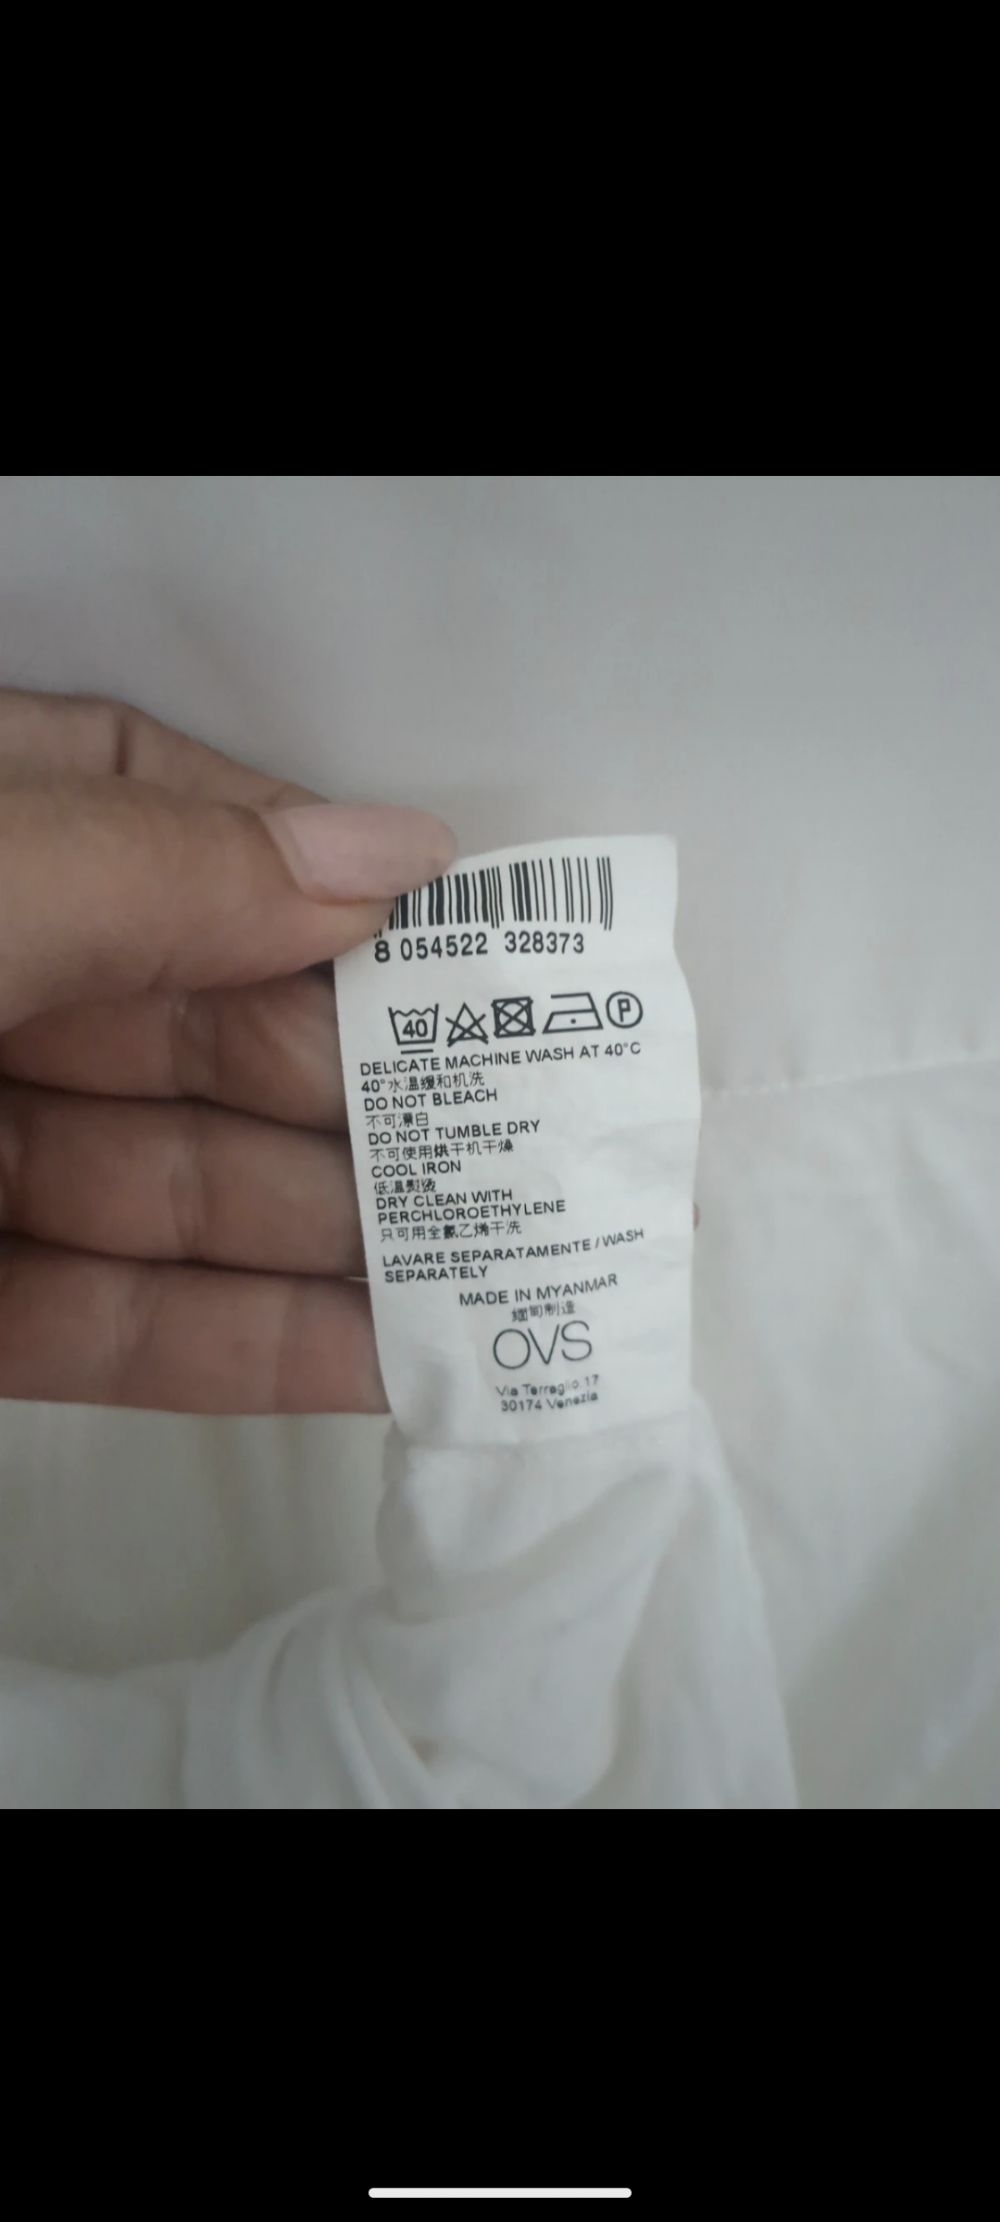 8 054522 328373
40 P
DELICATE MACHINE WASH AT 40°C
40°水温缓和机洗
DO NOT BLEACH
不可漂白
DO NOT TUMBLE DRY
不可使用烘干机干燥
COOL IRON
低温熨烫
DRY CLEAN WITH
PERCHLOROETHYLENE
只可用全氯乙烯干洗
LAVARE SEPARATAMENTE / WASH
SEPARATELY
MADE IN MYANMAR
缅甸制造
OVS
Via Terraglio 17
30174 Venezia